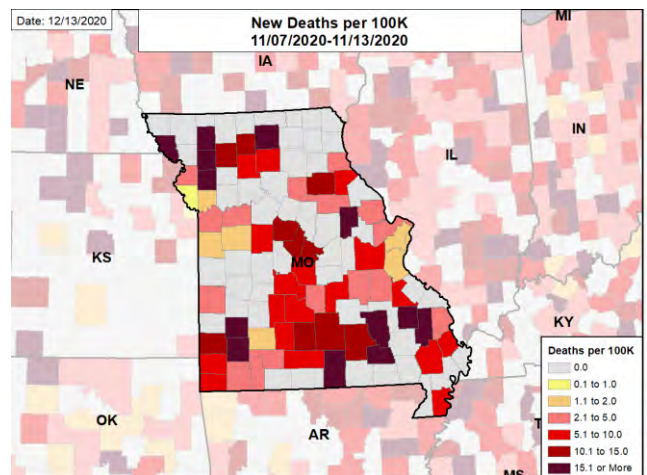 Date: 12/13/2020
New Deaths per 100K
11/07/2020-11/13/2020
MI
IA
NE
IN
IL
KS
MO
KY
Deaths per 100K
0.0
0.1 to 1.0
1.1 to 2.0
2.1 to 5.0
5.1 to 10.0
10.1 to 15.0
15.1 or More
OK
AR
MS